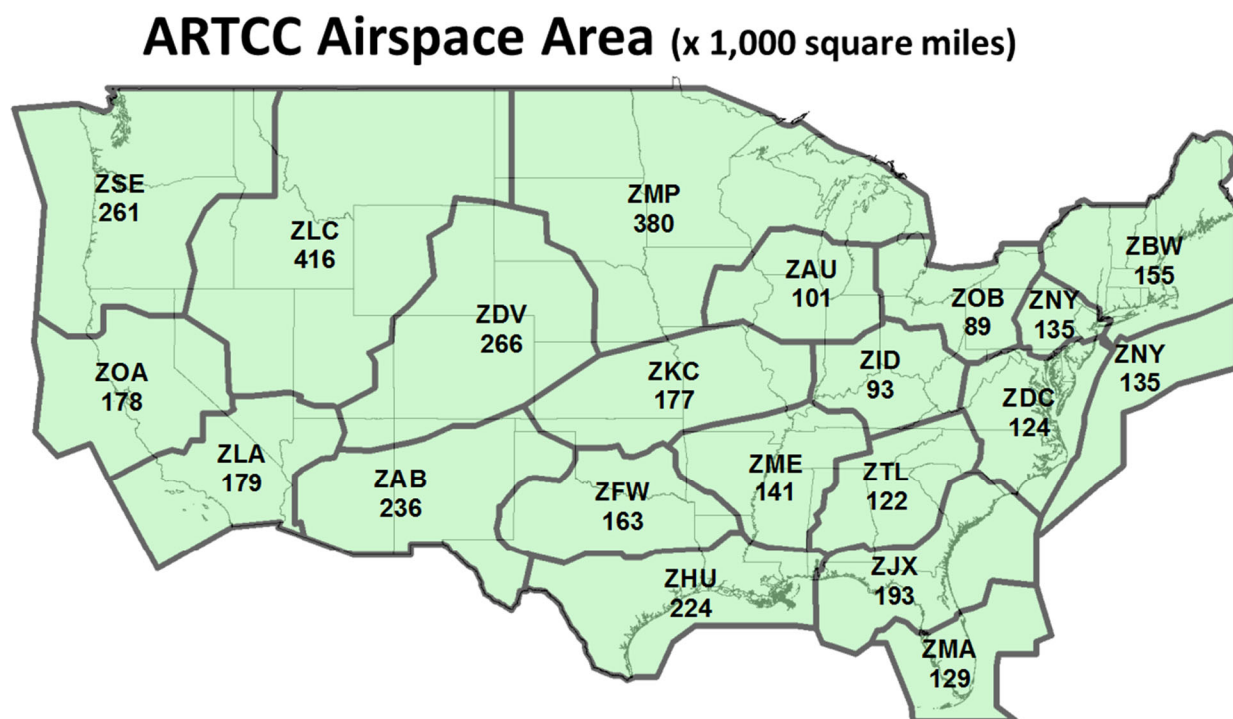 ARTCC Airspace Area (x 1,000 square miles)
ZSE
261
ZLC
416
ZMP
380
ZBW
155
ZAU
101
ZOB
89
ZNY
135
ZNY
135
ZDV
266
ZOA
178
ZKC
177
ZID
93
ZDC
124
ZLA
179
ZAB
236
ZFW
163
ZME
141
ZTL
122
ZHU
224
ZJX
193
ZMA
129